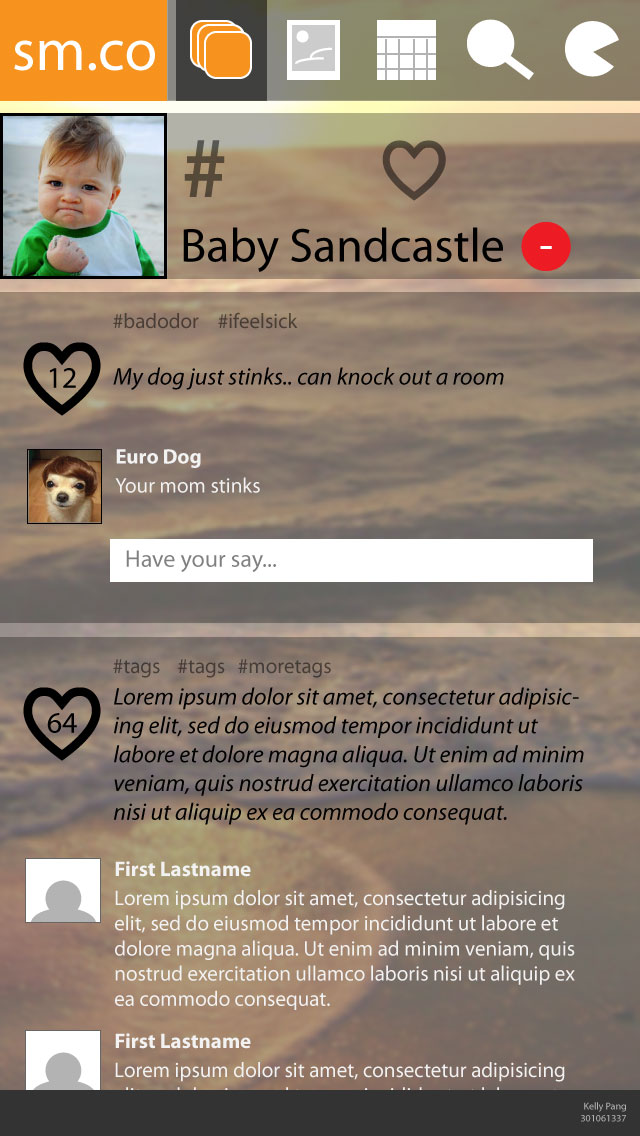 sm.co
#
Baby Sandcastle -
#badodor #ifeelsick
12
My dog just stinks.. can knock out a room
Euro Dog
Your mom stinks
Have your say...
#tags #tags #moretags
64
Lorem ipsum dolor sit amet, consectetur adipisic-
ing elit, sed do eiusmod tempor incididunt ut
labore et dolore magna aliqua. Ut enim ad minim
veniam, quis nostrud exercitation ullamco laboris
nisi ut aliquip ex ea commodo consequat.
First Lastname
Lorem ipsum dolor sit amet, consectetur adipisicing
elit, sed do eiusmod tempor incididunt ut labore et
dolore magna aliqua. Ut enim ad minim veniam, quis
nostrud exercitation ullamco laboris nisi ut aliquip ex
ea commodo consequat.
First Lastname
Lorem ipsum dolor sit amet, consectetur adipisicing
Kelly Pang
301061337